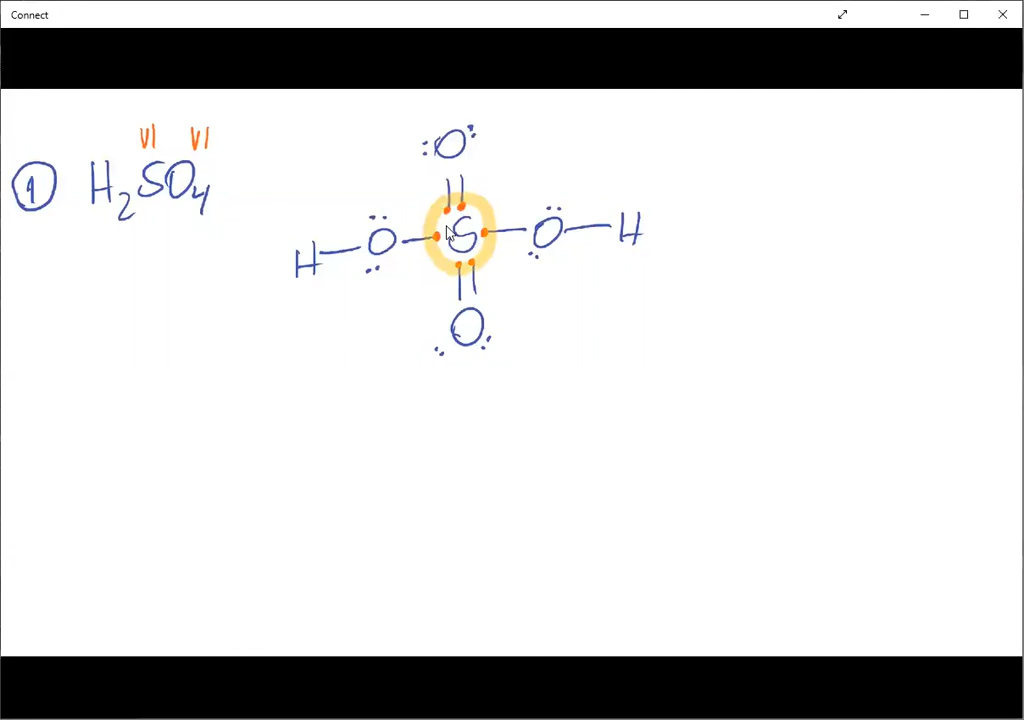 Connect
VI VI
1 H₂SO₄
:O:
||
H—O—S—O—H
||
O